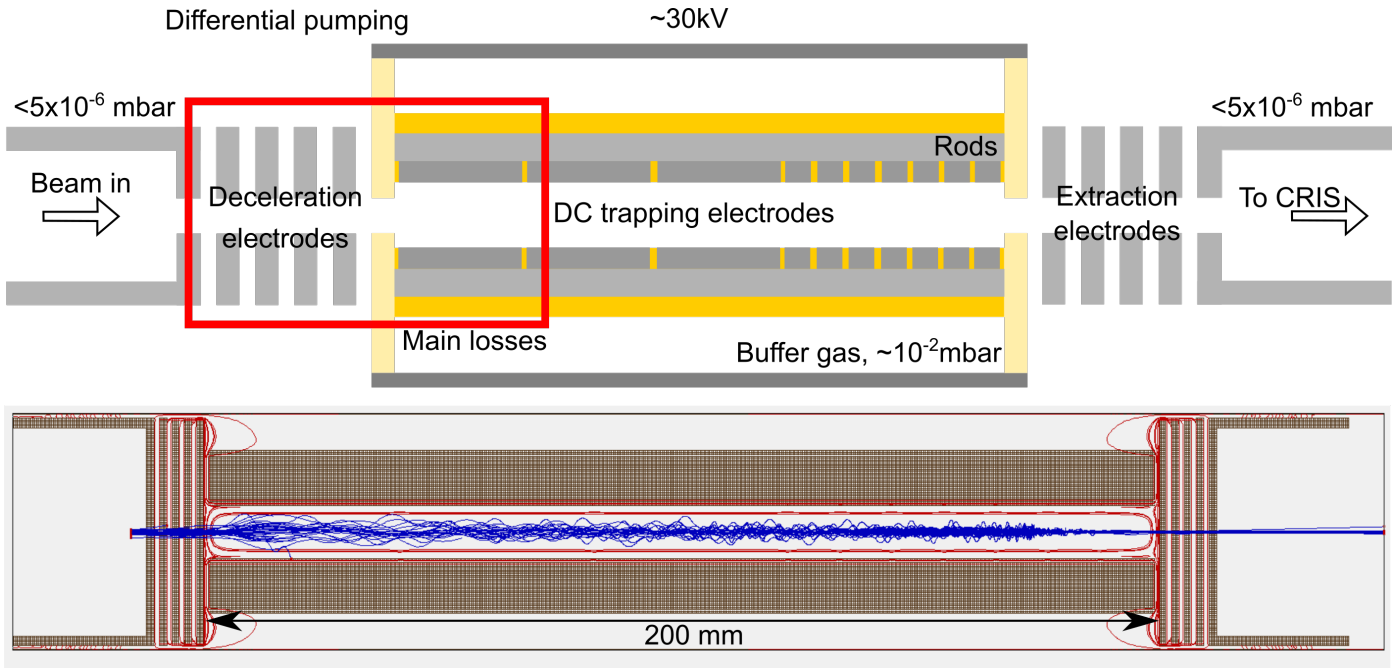 Differential pumping
~30kV
<5x10⁻⁶ mbar
<5x10⁻⁶ mbar
Rods
Beam in
Deceleration
electrodes
DC trapping electrodes
Extraction
electrodes
To CRIS
Main losses
Buffer gas, ~10⁻²mbar
200 mm